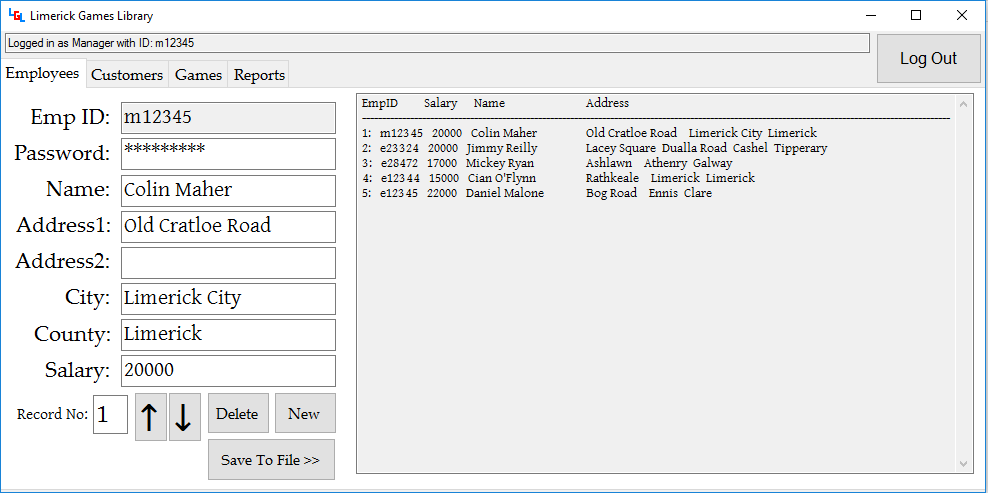 LGL Limerick Games Library
Logged in as Manager with ID: m12345
Log Out
Employees Customers Games Reports
Emp ID: m12345
Password: *********
Name: Colin Maher
Address1: Old Cratloe Road
Address2:
City: Limerick City
County: Limerick
Salary: 20000
Record No: 1 ↑ ↓ Delete New
Save To File >>
EmpID Salary Name Address
1: m12345 20000 Colin Maher Old Cratloe Road Limerick City Limerick
2: e23324 20000 Jimmy Reilly Lacey Square Dualla Road Cashel Tipperary
3: e28472 17000 Mickey Ryan Ashlawn Athenry Galway
4: e12344 15000 Cian O'Flynn Rathkeale Limerick Limerick
5: e12345 22000 Daniel Malone Bog Road Ennis Clare